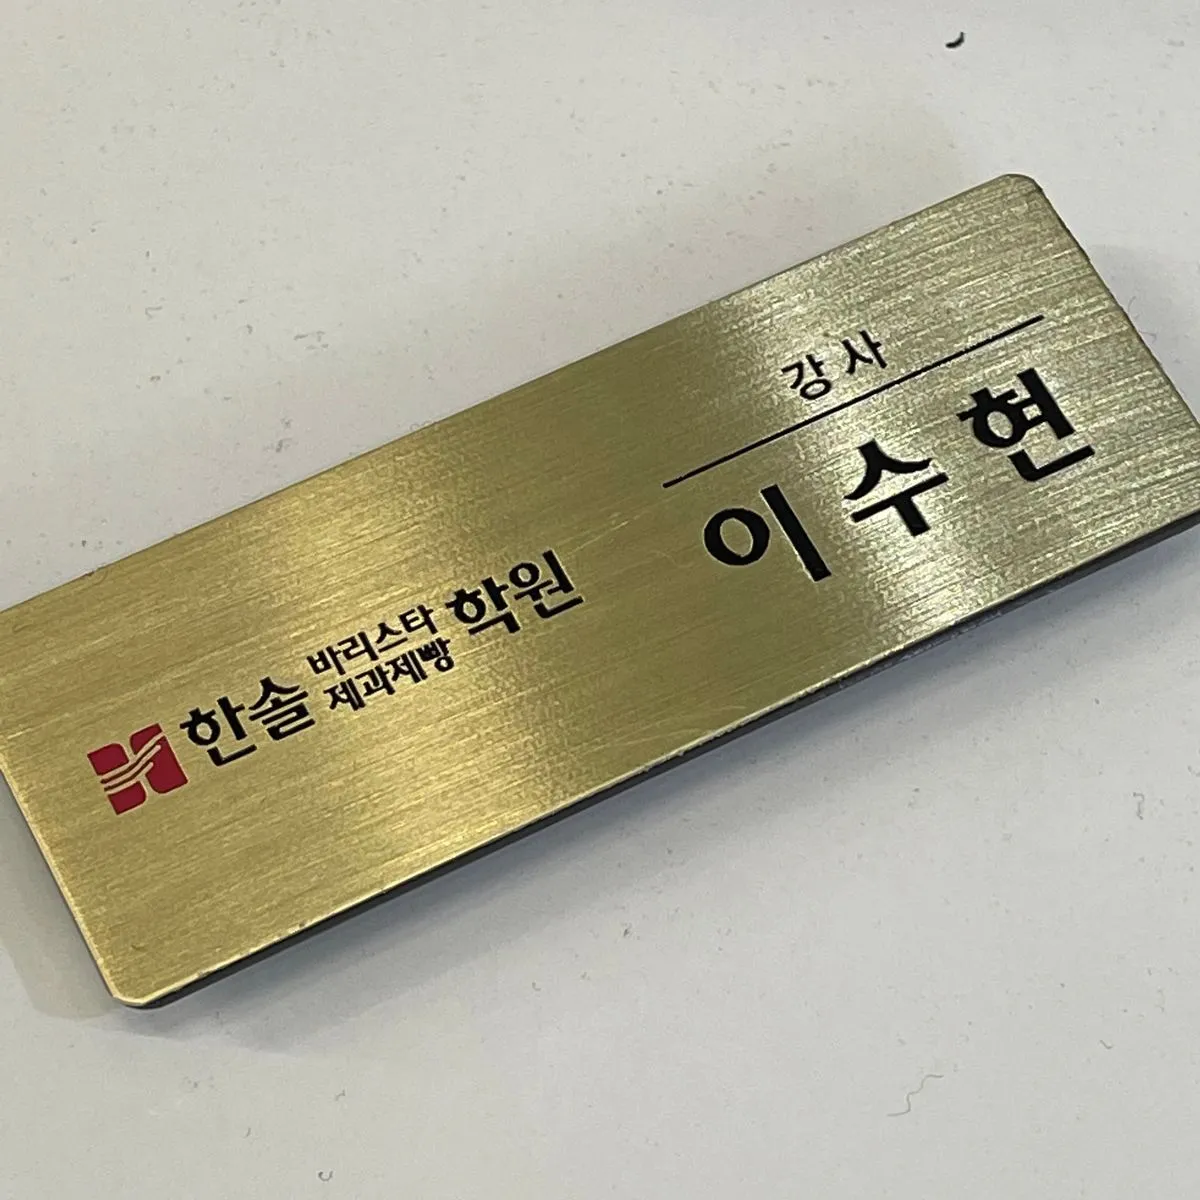 강사
이수현
한솔 바리스타 학원
제과제빵